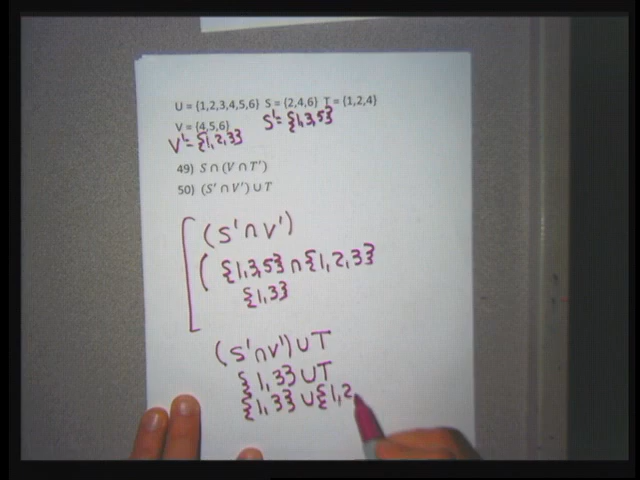 U = {1,2,3,4,5,6} S = {2,4,6} T = {1,2,4}
V = {4,5,6} S' = {1,3,5}
V' = {1,2,3}
49) S ∩ (V ∩ T')
50) (S' ∩ V') ∪ T
(S' ∩ V')
( {1,3,5} ∩ {1,2,3}
{1,3}
(S' ∩ V') ∪ T
{1,3} ∪ T
{1,3} ∪ {1,2